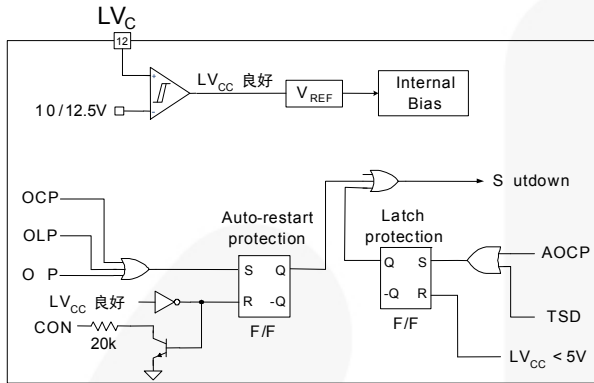 LVC
12
LVCC 良好
10/12.5V
VREF
Internal
Bias
S utdown
OCP
OLP
O P
Auto-restart
protection
Latch
protection
S Q
R -Q
F/F
Q S
-Q R
F/F
AOCP
TSD
LVCC < 5V
LVCC 良好
CON
20k